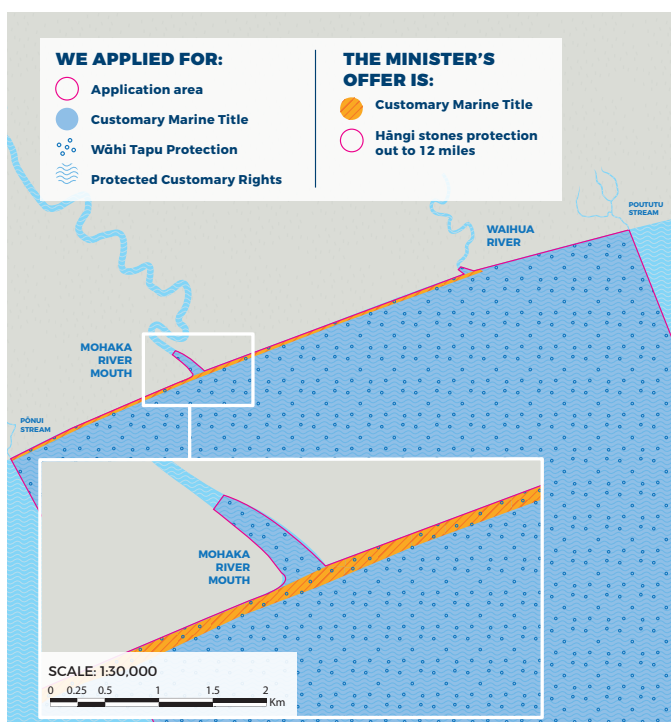 WE APPLIED FOR:
Application area
Customary Marine Title
Wāhi Tapu Protection
Protected Customary Rights
THE MINISTER'S
OFFER IS:
Customary Marine Title
Hāngi stones protection
out to 12 miles
POUTUTU
STREAM
WAIHUA
RIVER
MOHAKA
RIVER
MOUTH
PŌNUI
STREAM
MOHAKA
RIVER
MOUTH
SCALE: 1:30,000
0 0.25 0.5 1 1.5 2
Km